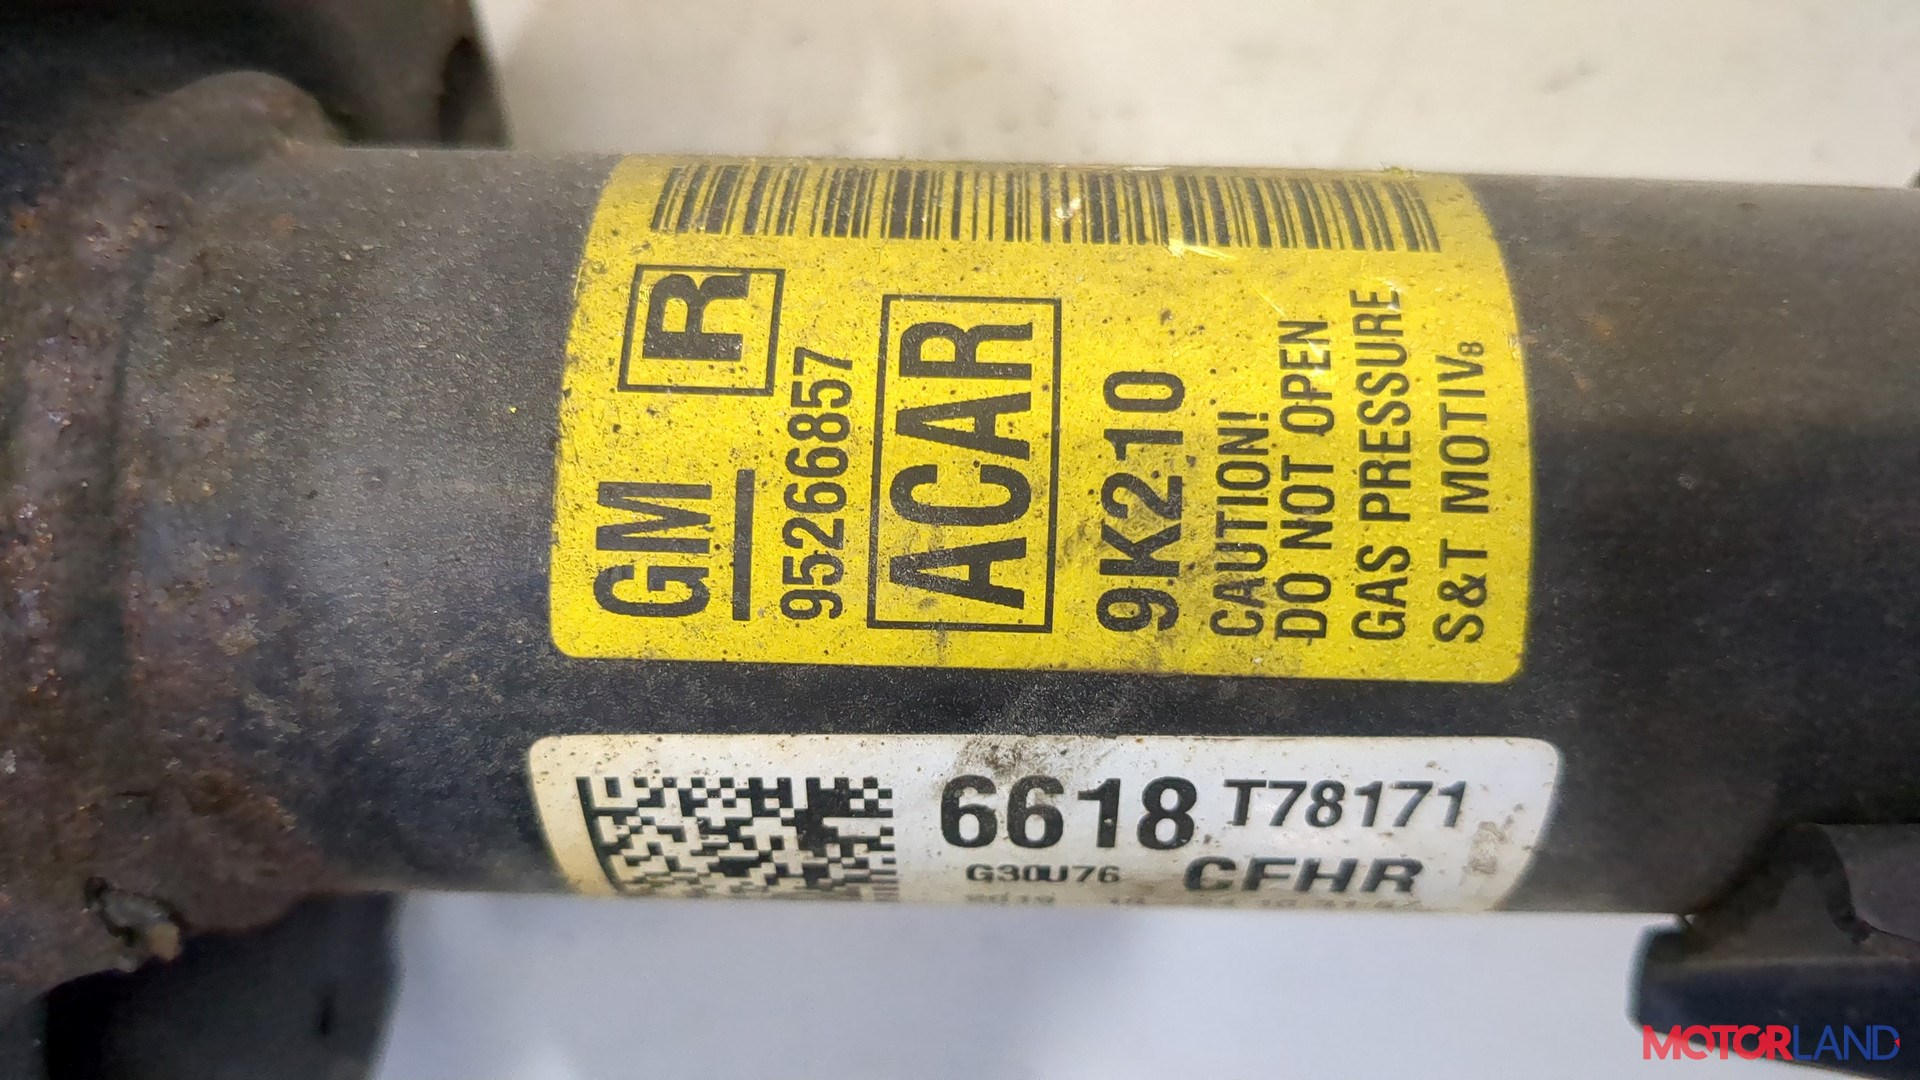 GM R
95266857
ACAR
9K210
CAUTION!
DO NOT OPEN
GAS PRESSURE
S&T MOTIV8
6618 T78171
G30U76 CFHR
MOTORLAND